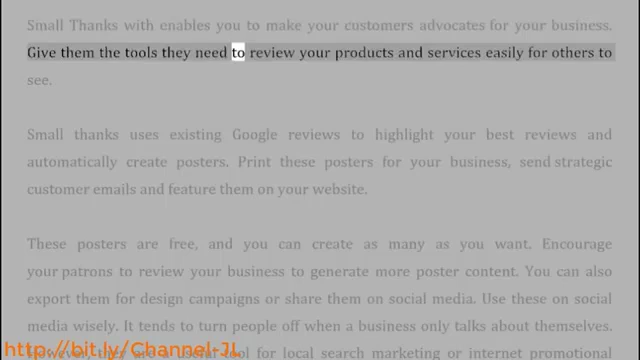 Small Thanks with enables you to make your customers advocates for your business.
Give them the tools they need to review your products and services easily for others to
see.
Small thanks uses existing Google reviews to highlight your best reviews and
automatically create posters. Print these posters for your business, send strategic
customer emails and feature them on your website.
These posters are free, and you can create as many as you want. Encourage
your patrons to review your business to generate more poster content. You can also
export them for design campaigns or share them on social media. Use these on social
media wisely. It tends to turn people off when a business only talks about themselves.
However, they are a useful tool for local search marketing or internet promotional
http://bit.ly/Channel-JL